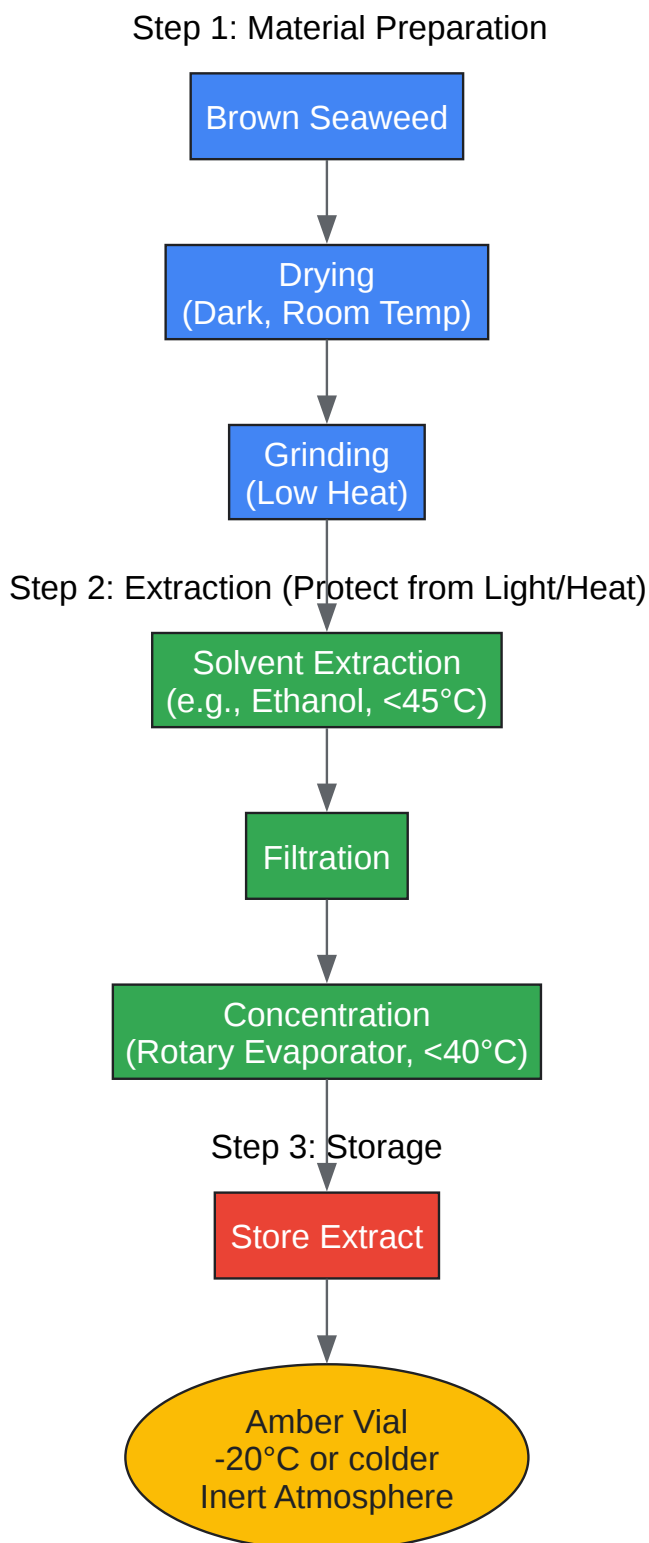 Step 1: Material Preparation
Brown Seaweed
Drying
(Dark, Room Temp)
Grinding
(Low Heat)
Step 2: Extraction (Protect from Light/Heat)
Solvent Extraction
(e.g., Ethanol, <45°C)
Filtration
Concentration
(Rotary Evaporator, <40°C)
Step 3: Storage
Store Extract
Amber Vial
-20°C or colder
Inert Atmosphere